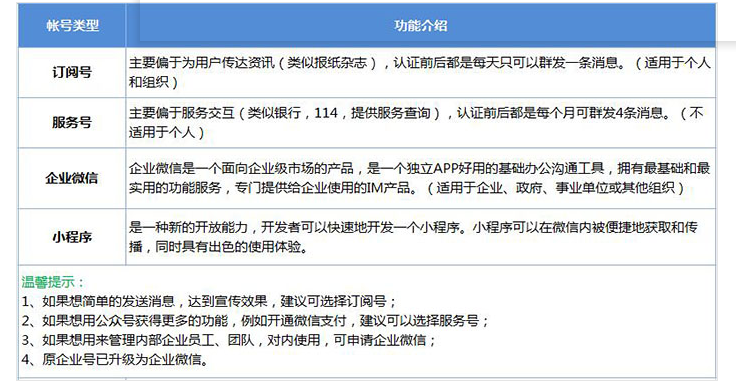 帐号类型
功能介绍
订阅号
主要偏于为用户传达资讯（类似报纸杂志），认证前后都是每天只可以群发一条消息。（适用于个人
和组织）
服务号
主要偏于服务交互（类似银行，114，提供服务查询），认证前后都是每个月可群发4条消息。（不
适用于个人）
企业微信
企业微信是一个面向企业级市场的产品，是一个独立APP好用的基础办公沟通工具，拥有最基础和最
实用的功能服务，专门提供给企业使用的IM产品。（适用于企业、政府、事业单位或其他组织）
小程序
是一种新的开放能力，开发者可以快速地开发一个小程序。小程序可以在微信内被便捷地获取和传
播，同时具有出色的使用体验。
温馨提示：
1、如果想简单的发送消息，达到宣传效果，建议可选择订阅号；
2、如果想用公众号获得更多的功能，例如开通微信支付，建议可以选择服务号；
3、如果想用来管理内部企业员工、团队，对内使用，可申请企业微信；
4、原企业号已升级为企业微信。